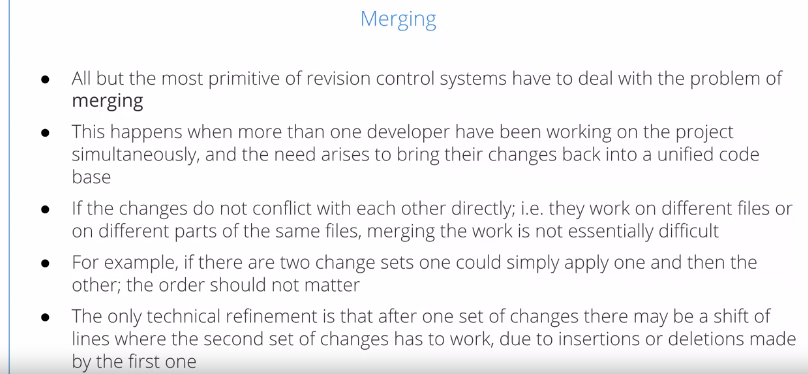 Merging
● All but the most primitive of revision control systems have to deal with the problem of
merging
● This happens when more than one developer have been working on the project
simultaneously, and the need arises to bring their changes back into a unified code
base
● If the changes do not conflict with each other directly; i.e. they work on different files or
on different parts of the same files, merging the work is not essentially difficult
● For example, if there are two change sets one could simply apply one and then the
other; the order should not matter
● The only technical refinement is that after one set of changes there may be a shift of
lines where the second set of changes has to work, due to insertions or deletions made
by the first one